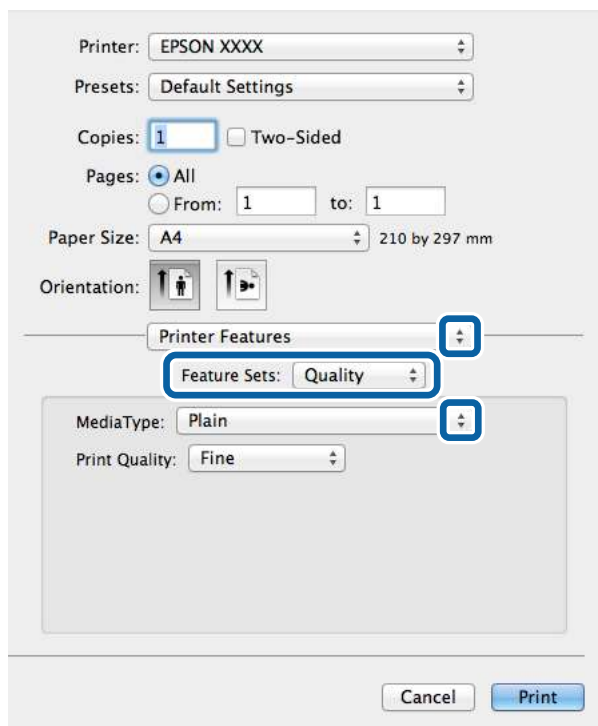 Printer: EPSON XXXX
Presets: Default Settings
Copies: 1 Two-Sided
Pages: All
From: 1 to: 1
Paper Size: A4 210 by 297 mm
Orientation:
Printer Features
Feature Sets: Quality
MediaType: Plain
Print Quality: Fine
Cancel Print